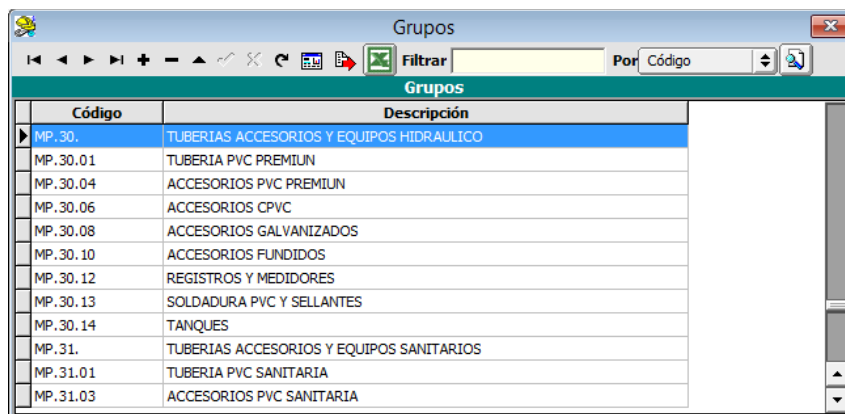 Grupos
Filtrar Por Código
Grupos
Código Descripción
MP.30. TUBERIAS ACCESORIOS Y EQUIPOS HIDRAULICO
MP.30.01 TUBERIA PVC PREMIUN
MP.30.04 ACCESORIOS PVC PREMIUN
MP.30.06 ACCESORIOS CPVC
MP.30.08 ACCESORIOS GALVANIZADOS
MP.30.10 ACCESORIOS FUNDIDOS
MP.30.12 REGISTROS Y MEDIDORES
MP.30.13 SOLDADURA PVC Y SELLANTES
MP.30.14 TANQUES
MP.31. TUBERIAS ACCESORIOS Y EQUIPOS SANITARIOS
MP.31.01 TUBERIA PVC SANITARIA
MP.31.03 ACCESORIOS PVC SANITARIA